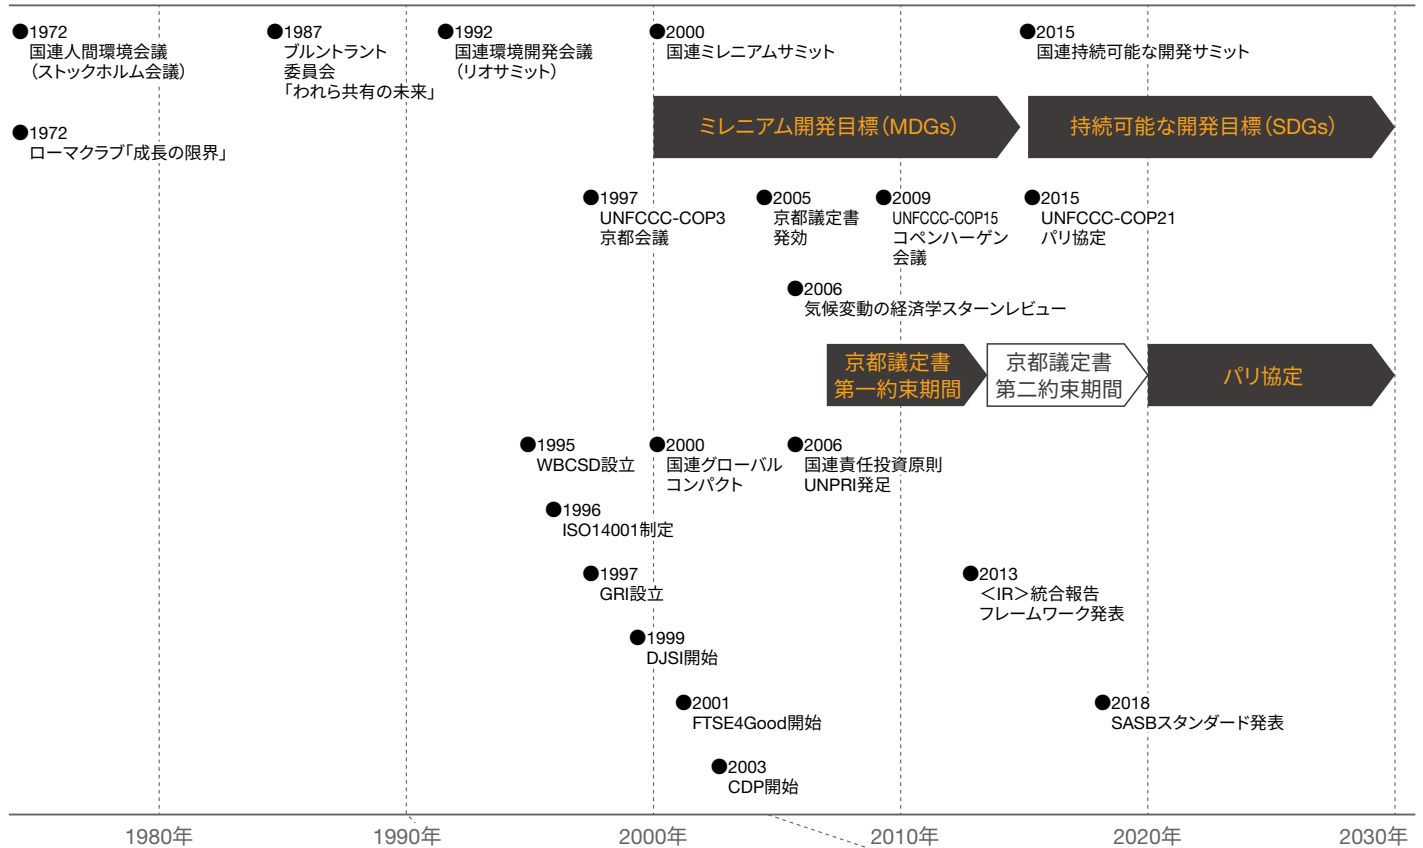 1972
国連人間環境会議
（ストックホルム会議）
1987
ブルントラント
委員会
「われら共有の未来」
1992
国連環境開発会議
（リオサミット）
2000
国連ミレニアムサミット
2015
国連持続可能な開発サミット
ミレニアム開発目標（MDGs）
持続可能な開発目標（SDGs）
1972
ローマクラブ「成長の限界」
1997
UNFCCC-COP3
京都会議
2005
京都議定書
発効
2009
UNFCCC-COP15
コペンハーゲン
会議
2015
UNFCCC-COP21
パリ協定
2006
気候変動の経済学スターンレビュー
京都議定書
第一約束期間
京都議定書
第二約束期間
パリ協定
1995
WBCSD設立
2000
国連グローバル
コンパクト
2006
国連責任投資原則
UNPRI発足
1996
ISO14001制定
1997
GRI設立
2013
＜IR＞統合報告
フレームワーク発表
1999
DJSI開始
2001
FTSE4Good開始
2018
SASBスタンダード発表
2003
CDP開始
1980年
1990年
2000年
2010年
2020年
2030年